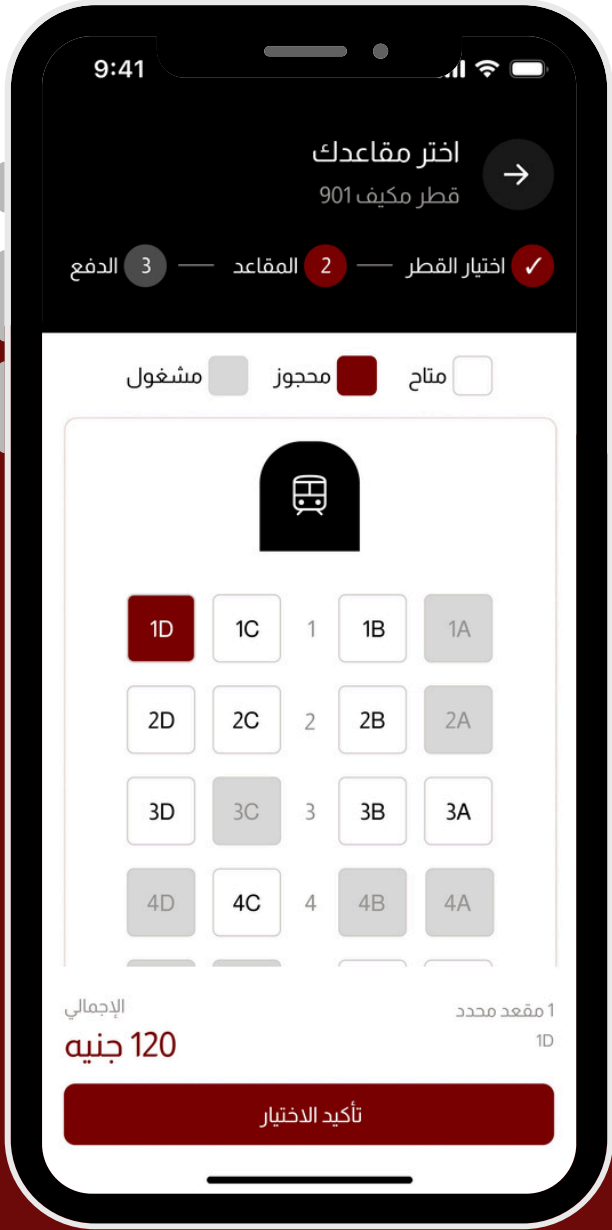 9:41
اختر مقاعدك
قطر مكيف 901
اختيار القطر 2 المقاعد 3 الدفع
متاح محجوز مشغول
1D 1C 1 1B 1A
2D 2C 2 2B 2A
3D 3C 3 3B 3A
4D 4C 4 4B 4A
1 مقعد محدد الإجمالي
1D 120 جنيه
تأكيد الاختيار